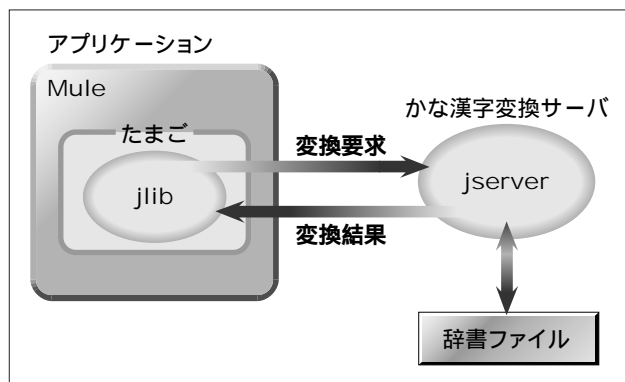 アプリケーション
Mule
たまご
jlib
変換要求
変換結果
かな漢字変換サーバ
jserver
辞書ファイル